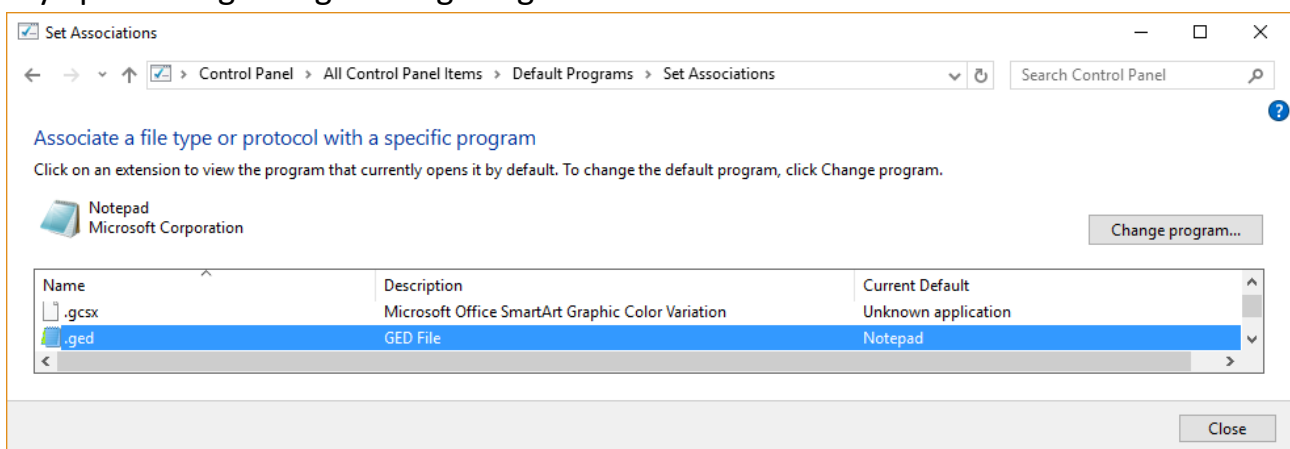 Set Associations
Control Panel > All Control Panel Items > Default Programs > Set Associations
Search Control Panel
?
Associate a file type or protocol with a specific program
Click on an extension to view the program that currently opens it by default. To change the default program, click Change program.
Notepad
Microsoft Corporation
Change program...
Name Description Current Default
.gcsx Microsoft Office SmartArt Graphic Color Variation Unknown application
.ged GED File Notepad
Close